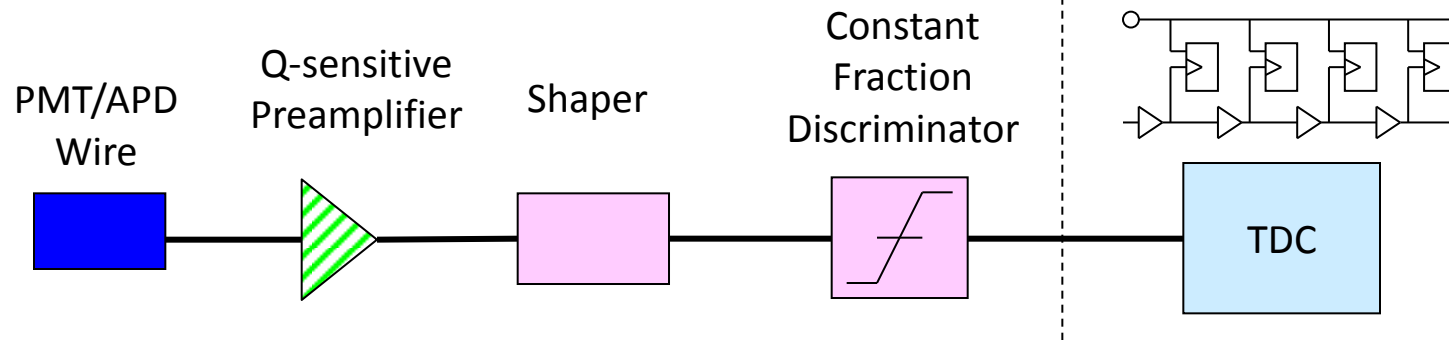 PMT/APD
Wire
Q-sensitive
Preamplifier
Shaper
Constant
Fraction
Discriminator
TDC